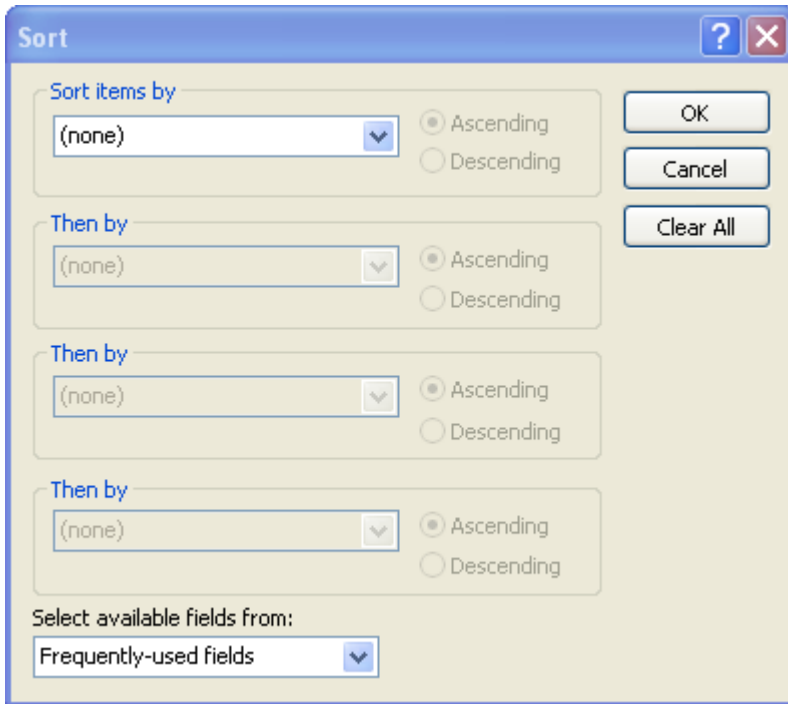 Sort
Sort items by
(none)
Ascending
Descending
OK
Cancel
Clear All
Then by
(none)
Ascending
Descending
Then by
(none)
Ascending
Descending
Then by
(none)
Ascending
Descending
Select available fields from:
Frequently-used fields